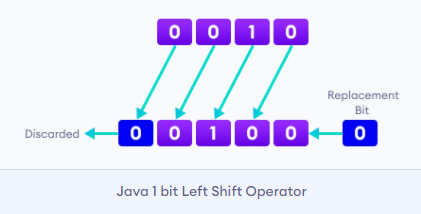 0 0 1 0
Replacement
Bit
Discarded 0 0 1 0 0 0
Java 1 bit Left Shift Operator